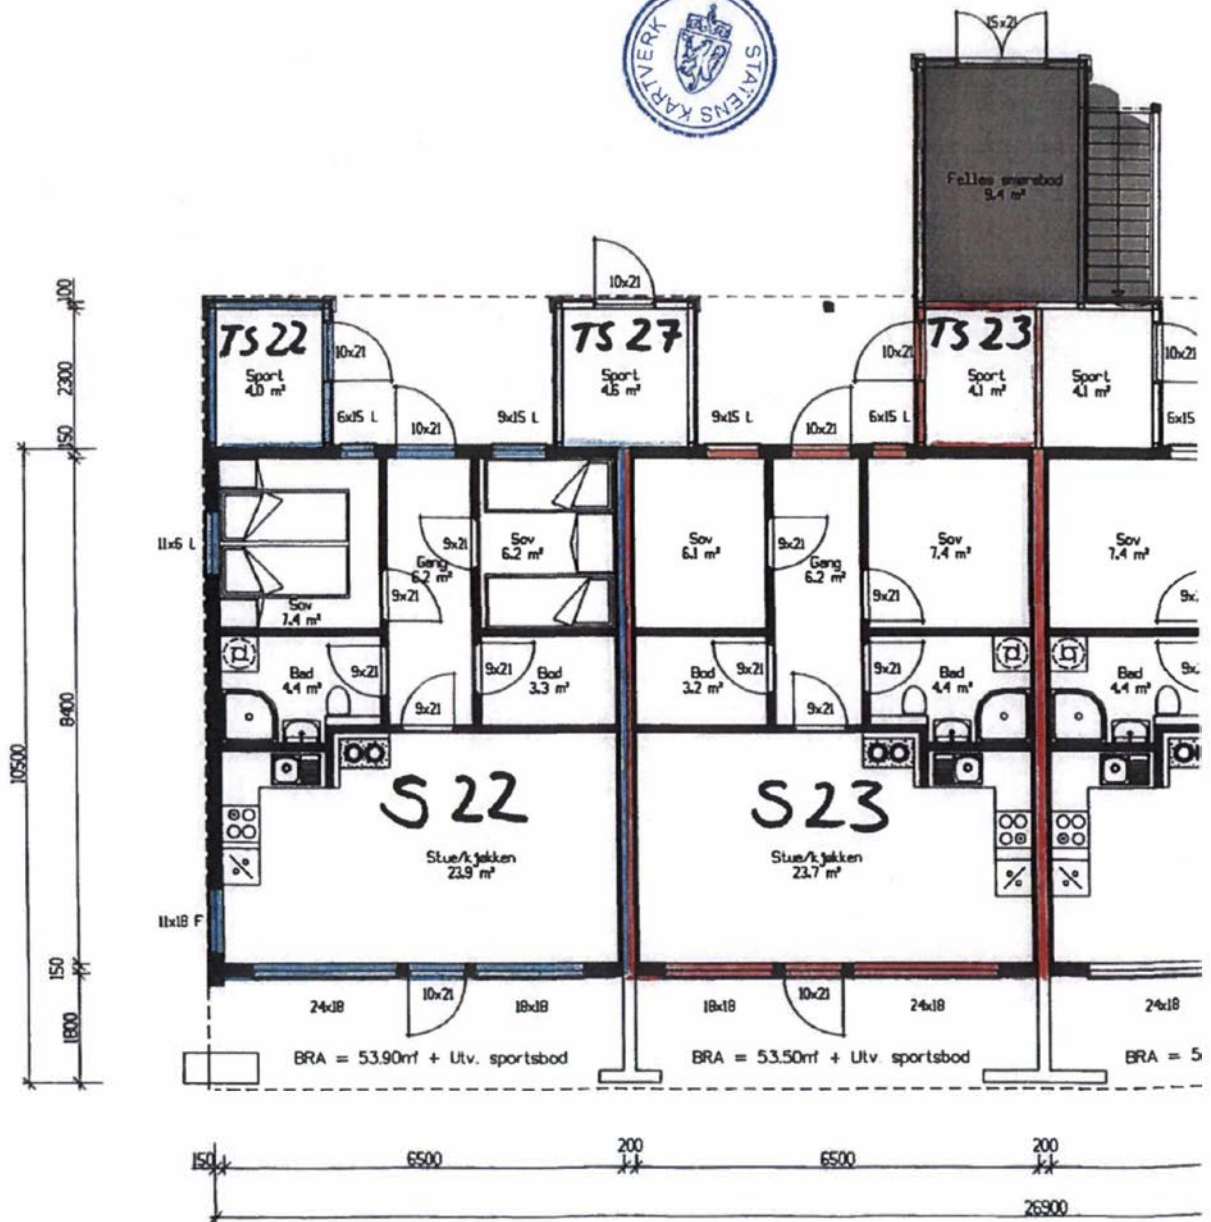 STATENS KARTVERK
15x21
Felles smørebod
9.4 m²
10x21
100
TS 22
Sport
4.0 m²
10x21
TS 27
Sport
4.6 m²
10x21
TS 23
Sport
4.1 m²
Sport
4.1 m²
10x21
2300
6x15 L
10x21
9x15 L
9x15 L
10x21
6x15 L
6x15
150
11x6 L
Sov
7.4 m²
Gang
6.2 m²
9x21
9x21
Sov
6.2 m²
Sov
6.1 m²
9x21
Gang
6.2 m²
9x21
Sov
7.4 m²
Sov
7.4 m²
9x
Bad
4.4 m²
9x21
9x21
9x21
Bod
3.3 m²
Bod
3.2 m²
9x21
9x21
9x21
Bad
4.4 m²
Bad
4.4 m²
9x
8400
10500
S 22
Stue/kjøkken
23.9 m²
S 23
Stue/kjøkken
23.7 m²
11x18 F
150
24x18
10x21
18x18
18x18
10x21
24x18
24x18
1800
BRA = 53.90m² + Utv. sportsbod
BRA = 53.50m² + Utv. sportsbod
BRA = 5
150
6500
200
6500
200
26900